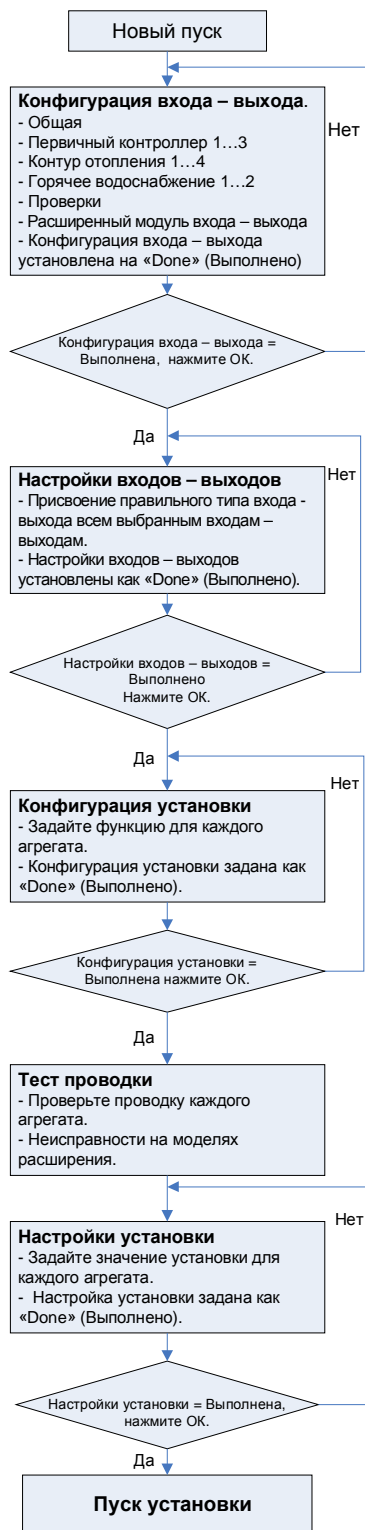 Новый пуск
Конфигурация входа – выхода.
- Общая
- Первичный контроллер 1…3
- Контур отопления 1…4
- Горячее водоснабжение 1…2
- Проверки
- Расширенный модуль входа – выхода
- Конфигурация входа – выхода
установлена на «Done» (Выполнено)
Нет
Конфигурация входа – выхода =
Выполнена, нажмите ОК.
Да
Настройки входов – выходов
- Присвоение правильного типа входа -
выхода всем выбранным входам –
выходам.
- Настройки входов – выходов
установлены как «Done» (Выполнено).
Нет
Настройки входов – выходов =
Выполнено
Нажмите ОК.
Да
Нет
Конфигурация установки
- Задайте функцию для каждого
агрегата.
- Конфигурация установки задана как
«Done» (Выполнено).
Конфигурация установки =
Выполнена нажмите ОК.
Да
Тест проводки
- Проверьте проводку каждого
агрегата.
- Неисправности на моделях
расширения.
Нет
Настройки установки
- Задайте значение установки для
каждого агрегата.
- Настройка установки задана как
«Done» (Выполнено).
Настройки установки = Выполнена,
нажмите ОК.
Да
Пуск установки